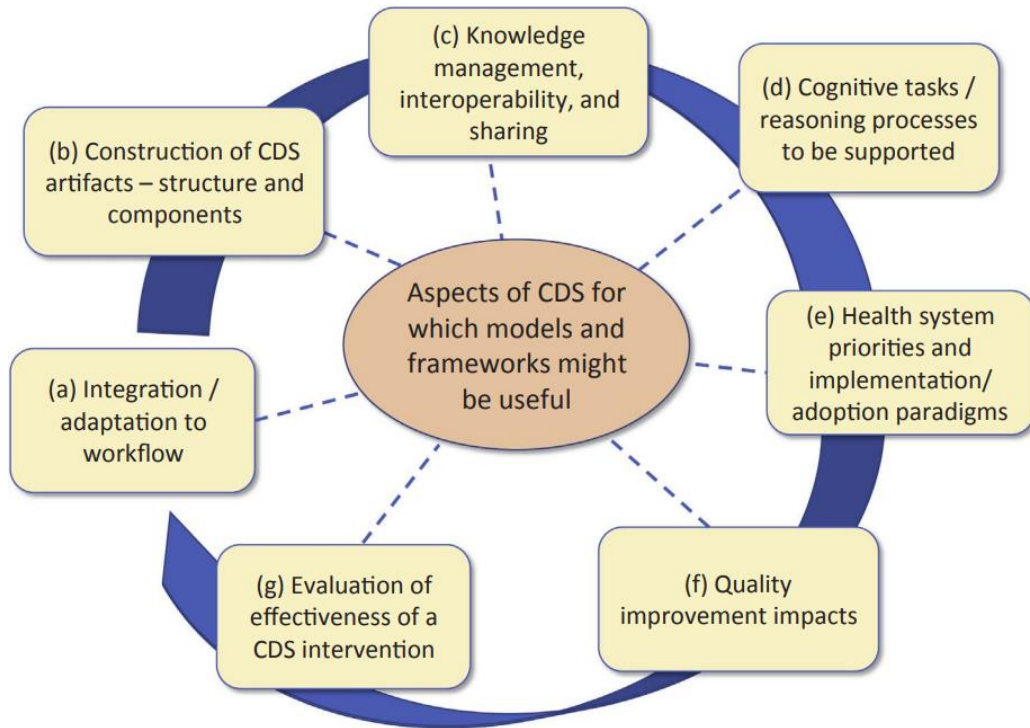 (a) Integration /
adaptation to
workflow
(b) Construction of CDS
artifacts – structure and
components
(c) Knowledge
management,
interoperability, and
sharing
(d) Cognitive tasks /
reasoning processes
to be supported
(e) Health system
priorities and
implementation/
adoption paradigms
(f) Quality
improvement impacts
(g) Evaluation of
effectiveness of a
CDS intervention
Aspects of CDS for
which models and
frameworks might
be useful